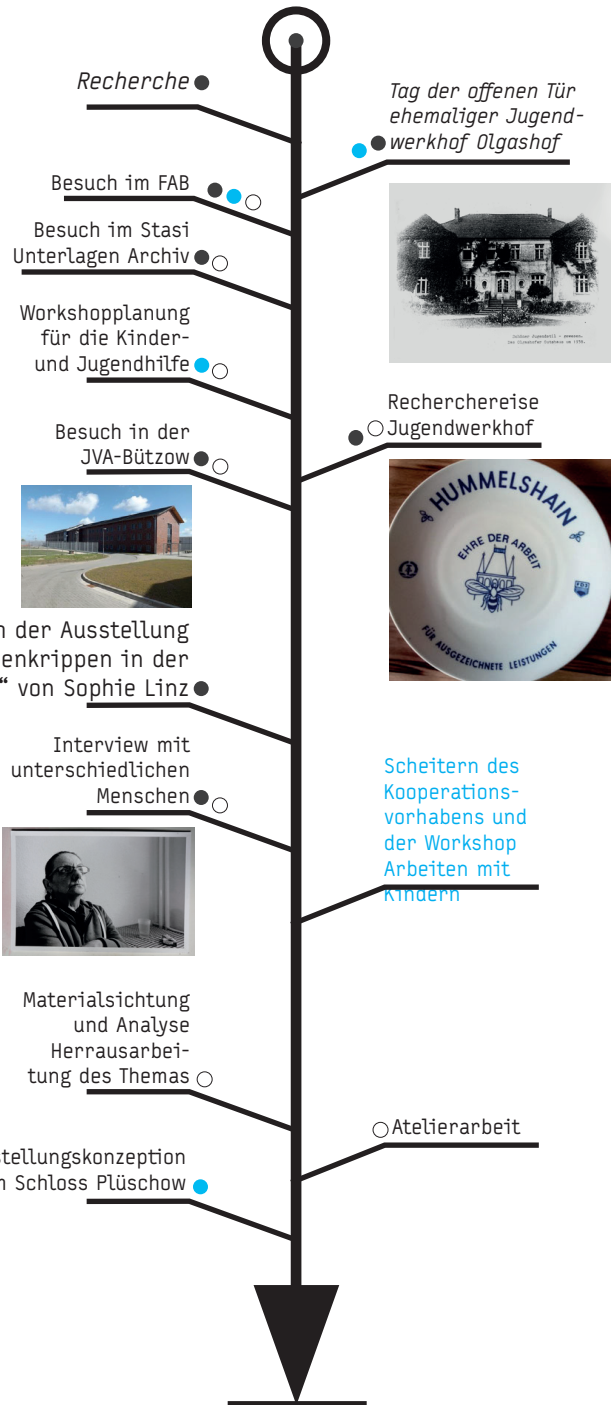 Recherche
Tag der offenen Tür
ehemaliger Jugend-
werkhof Olgashof
Besuch im FAB
Besuch im Stasi
Unterlagen Archiv
Workshopplanung
für die Kinder-
und Jugendhilfe
Recherchereise
Jugendwerkhof
Besuch in der
JVA-Bützow
HUMMELSHAIN
EHRE DER ARBEIT
FÜR AUSGEZEICHNETE LEISTUNGEN
der Ausstellung
in der
“ von Sophie Linz
Interview mit
unterschiedlichen
Menschen
Scheitern des
Kooperations-
vorhabens und
der Workshop
Arbeiten mit
Kindern
Materialsichtung
und Analyse
Herrausarbei-
tung des Themas
Atelierarbeit
stellungskonzeption
Schloss Plüschow